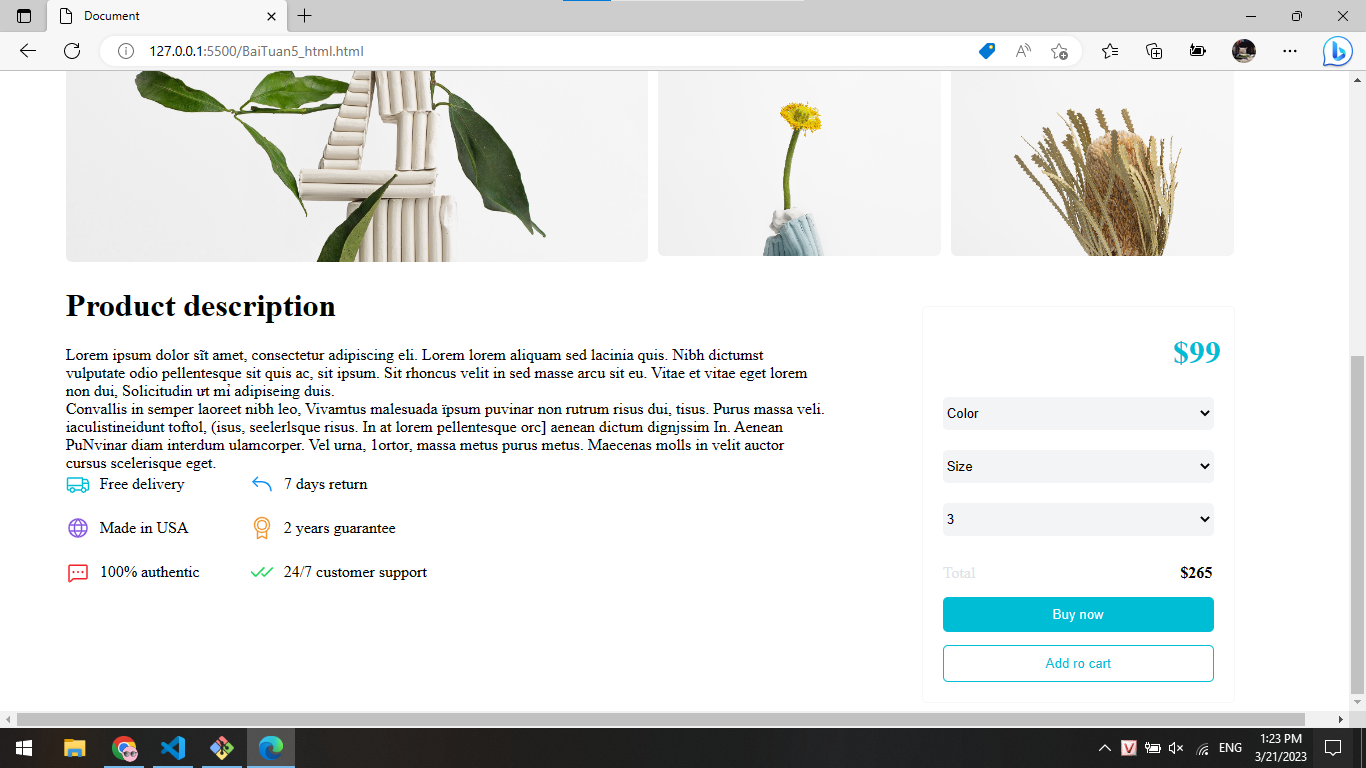 Document
127.0.0.1:5500/BaiTuan5_html.html
Product description
Lorem ipsum dolor sît amet, consectetur adipiscing eli. Lorem lorem aliquam sed lacinia quis. Nibh dictumst
vulputate odio pellentesque sit quis ac, sit ipsum. Sit rhoncus velit in sed masse arcu sit eu. Vitae et vitae eget lorem
non dui, Solicitudin ưt mỉ adipiseing duis.
Convallis in semper laoreet nibh leo, Vivamtus malesuada ïpsum puvinar non rutrum risus dui, tisus. Purus massa veli.
iaculistineidunt toftol, (isus, seelerlsque risus. In at lorem pellentesque orc] aenean dictum dignjssim In. Aenean
PuNvinar diam interdum ulamcorper. Vel urna, 1ortor, massa metus purus metus. Maecenas molls in velit auctor
cursus scelerisque eget.
Free delivery
7 days return
Made in USA
2 years guarantee
100% authentic
24/7 customer support
$99
Color
Size
3
Total $265
Buy now
Add ro cart
ENG
1:23 PM
3/21/2023